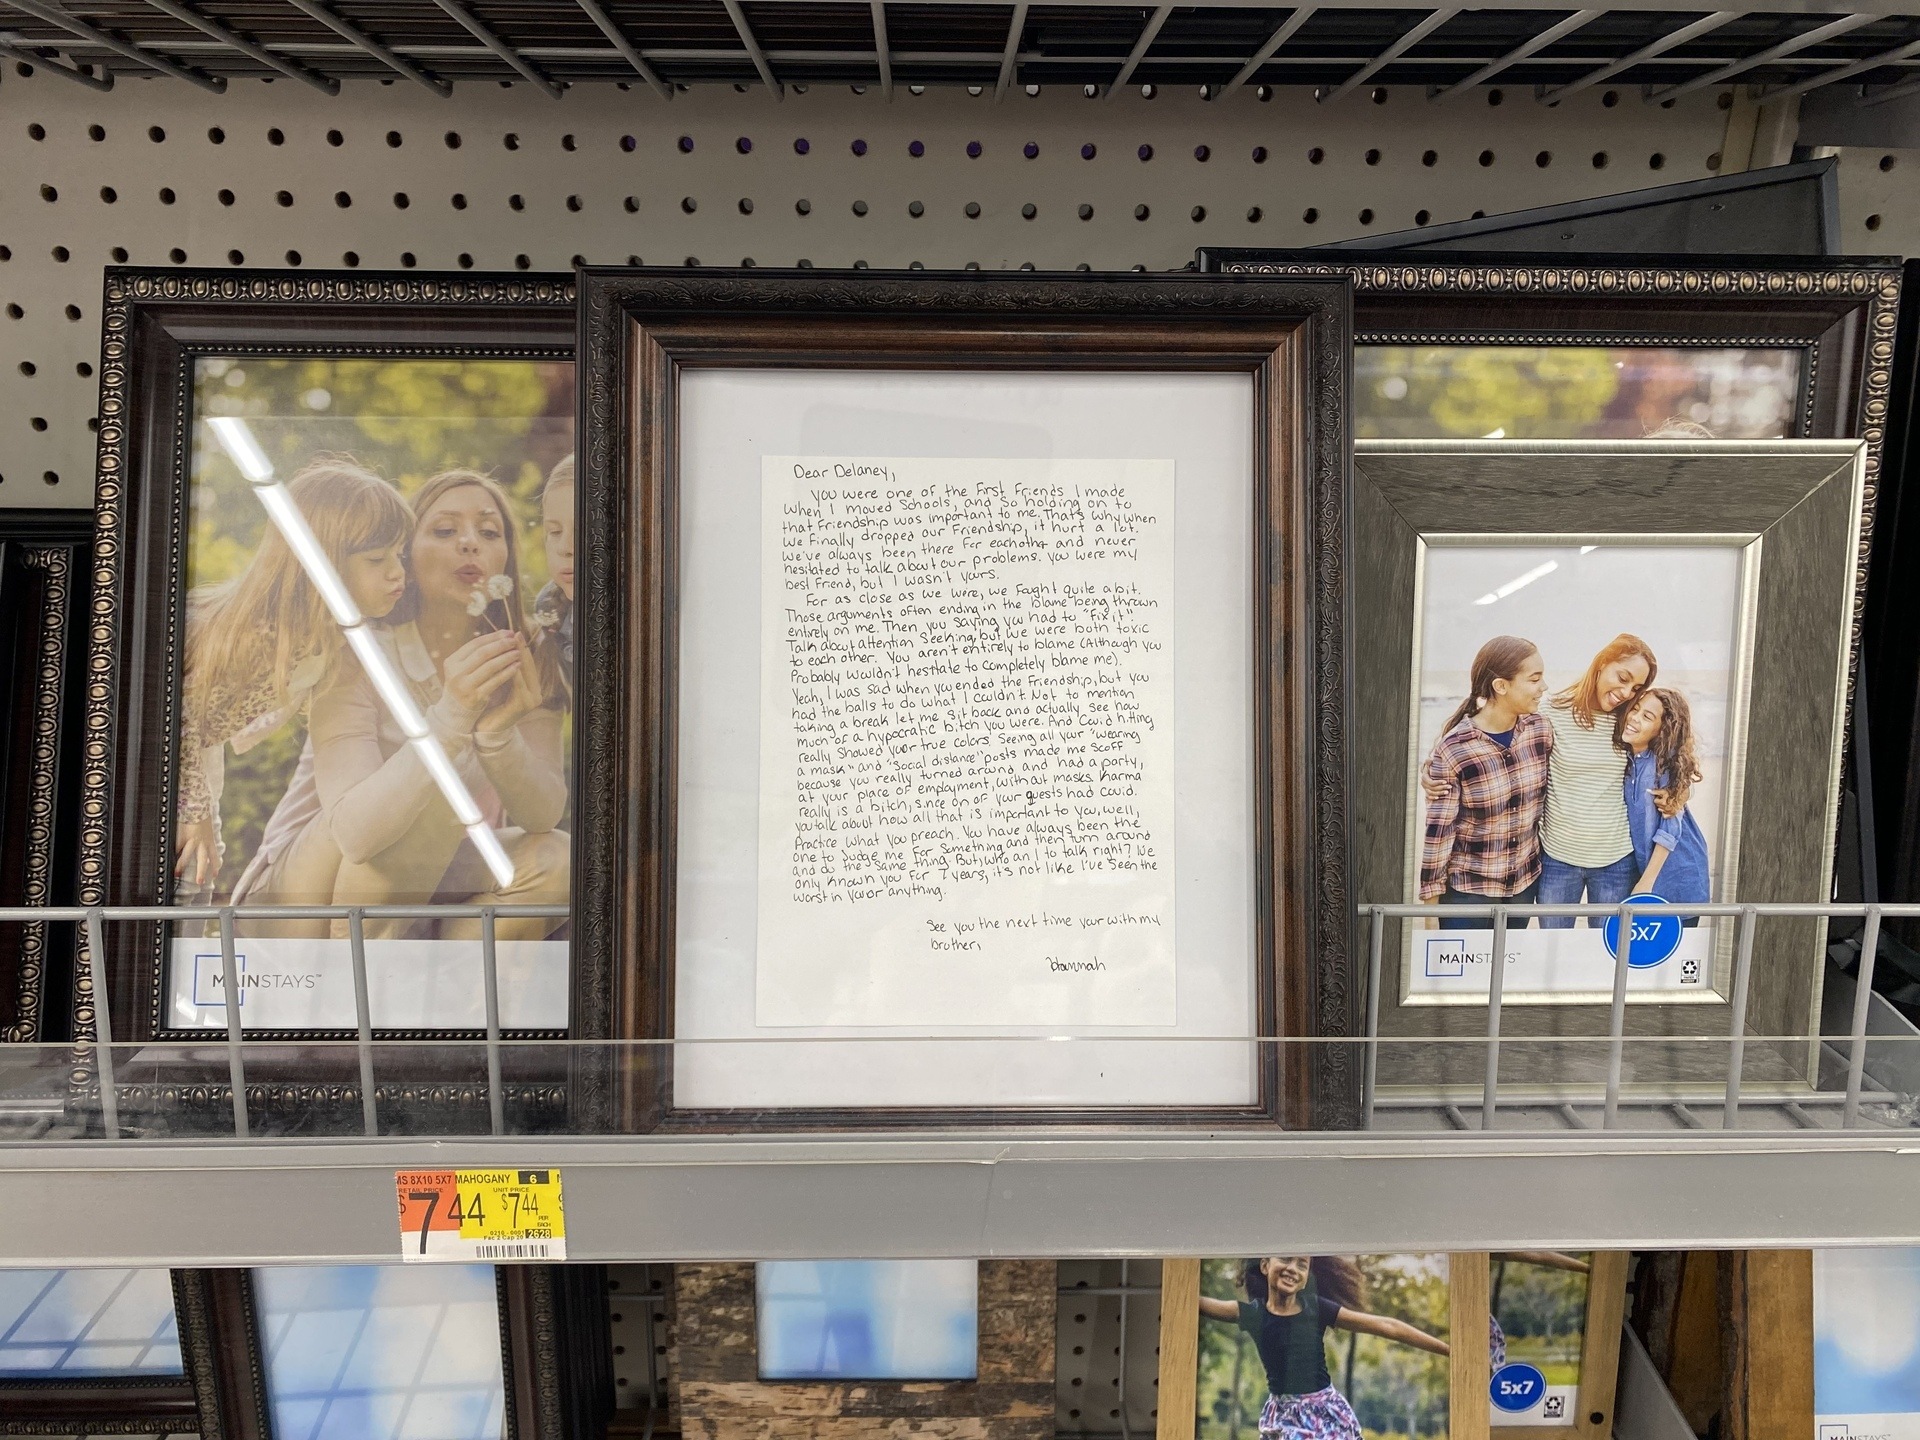 Dear Delaney,
You were one of the First Friends I made
when I moved Schools, and So holding on to
that Friendship was important to me. That's why when
we Finally dropped our Friendship, it hurt a lot.
we've always been there For eachother and never
hesitated to talk about our problems. you were my
best Friend, but I wasn't yours.
For as close as we were, we Faght quite a bit.
Those arguments often ending in the blame being thrown
entirely on me. Then you saying you had to "Fix it".
Talk about attention Seeking, but we were both toxic
to each other. You aren't entirely to blame (Although you
Probably wouldn't hesitate to completely blame me).
Yeah, I was sad when you ended the Friendship, but you
had the balls to do what I couldn't. Not to mention
taking a break let me Sit back and actually See how
much of a hypocratic bitch you were. And Covid hitting
really Showed your true colors. Seeing all your "wearing
a mask" and "Social distance" posts made me Scoff
because you really turned around and had a party,
at your place of employment, without masks. Karma
really is a bitch, since on of your guests had Covid.
you talk about how all that is important to you, well,
Practice what you preach. You have always been the
one to Judge me For Something and then turn around
and do the Same thing. But, who an I to talk right? I've
only known you For 7 years, it's not like I've Seen the
worst in you or anything.
See you the next time your with my
brother,
Hannah
MAINSTAYS™
MAINSTAYS™
5x7
MS 8X10 5X7 MAHOGANY 6
RETAIL PRICE UNIT PRICE
$7 44 $7 44
PER EACH
2628
5x7
MAINSTAYS